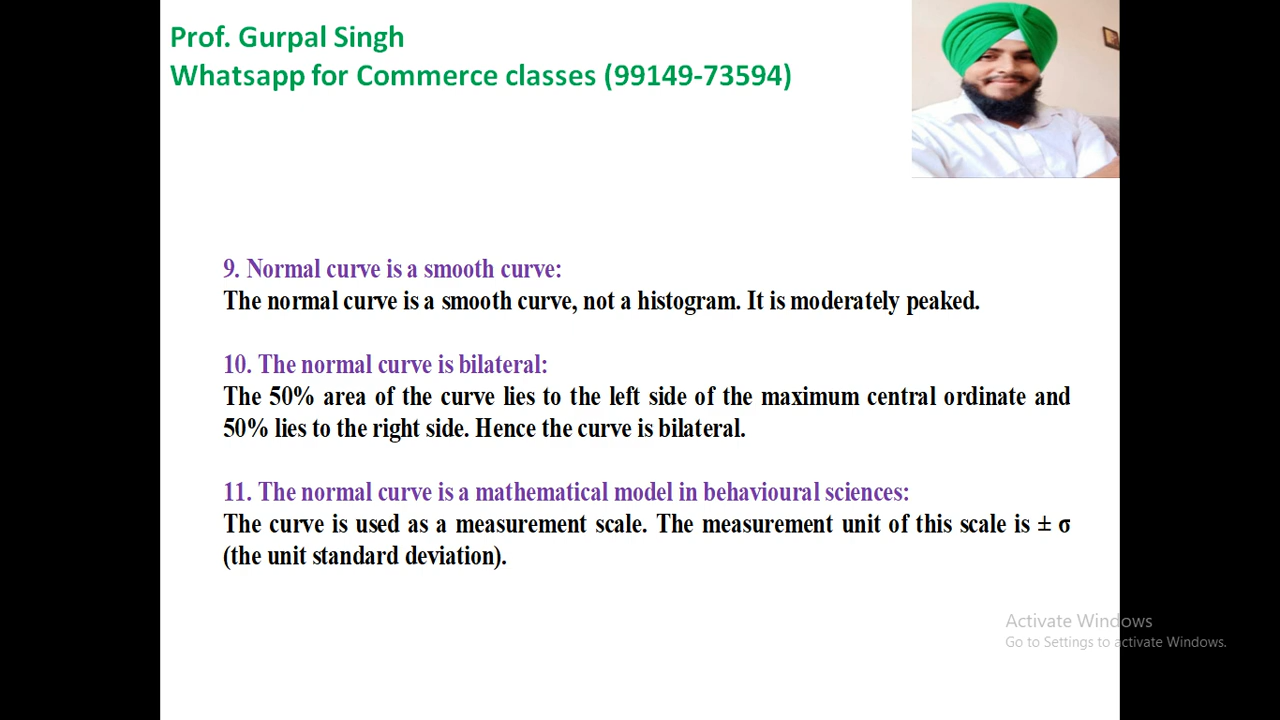 Prof. Gurpal Singh
Whatsapp for Commerce classes (99149-73594)
9. Normal curve is a smooth curve:
The normal curve is a smooth curve, not a histogram. It is moderately peaked.
10. The normal curve is bilateral:
The 50% area of the curve lies to the left side of the maximum central ordinate and
50% lies to the right side. Hence the curve is bilateral.
11. The normal curve is a mathematical model in behavioural sciences:
The curve is used as a measurement scale. The measurement unit of this scale is ± σ
(the unit standard deviation).
Activate Windows
Go to Settings to activate Windows.